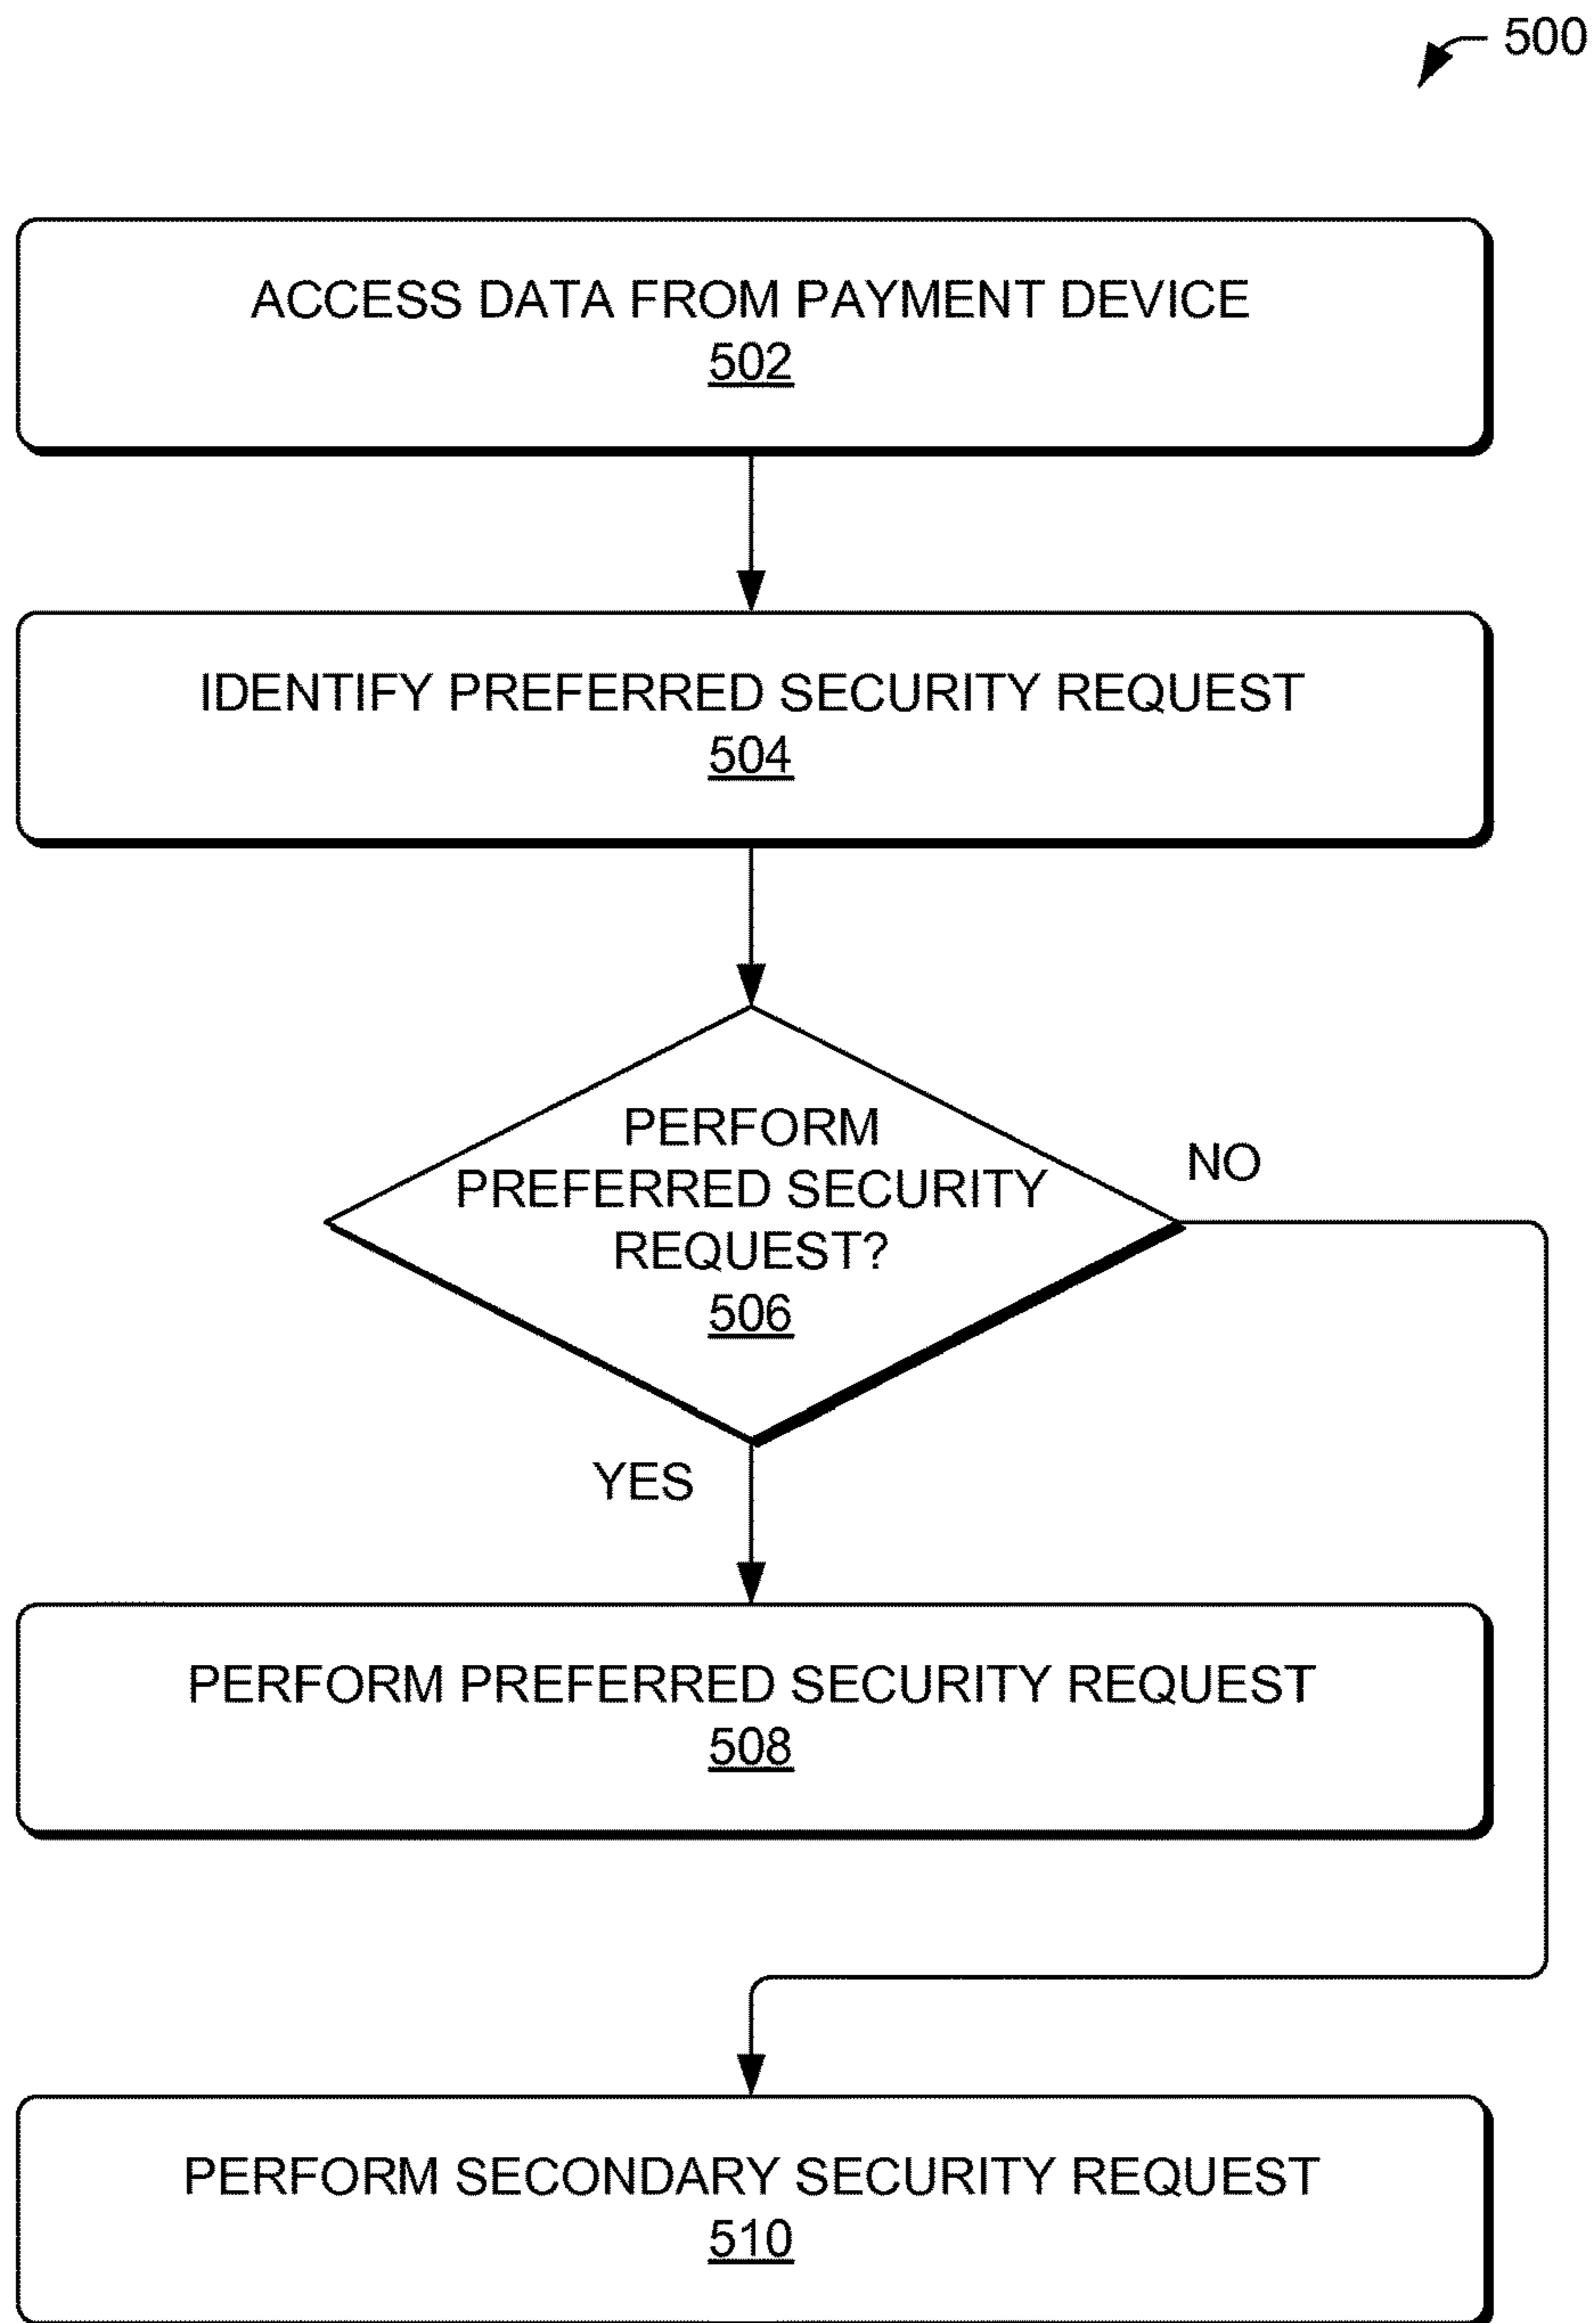 500
ACCESS DATA FROM PAYMENT DEVICE
502
IDENTIFY PREFERRED SECURITY REQUEST
504
PERFORM
PREFERRED SECURITY
REQUEST?
506
NO
YES
PERFORM PREFERRED SECURITY REQUEST
508
PERFORM SECONDARY SECURITY REQUEST
510